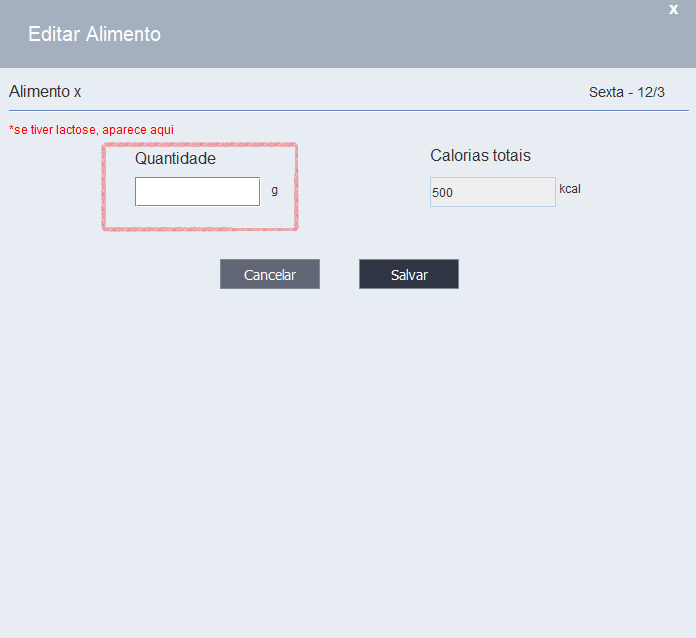 x
Editar Alimento
Alimento x
Sexta - 12/3
*se tiver lactose, aparece aqui
Quantidade
g
Calorias totais
500
kcal
Cancelar
Salvar